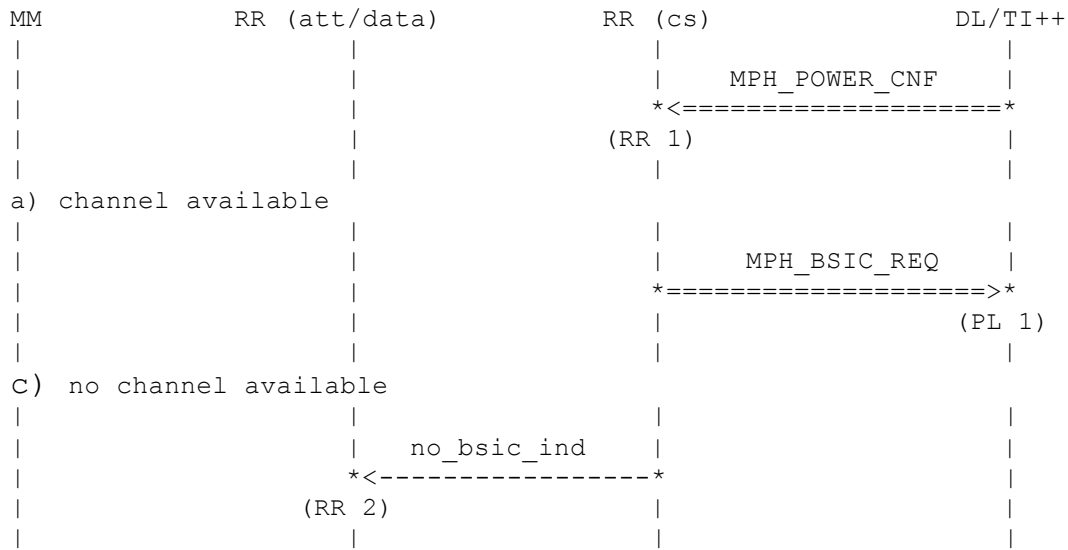 MM RR (att/data) RR (cs) DL/TI++
| | | |
| | | MPH_POWER_CNF |
| | *<=====================*
| | (RR 1) |
| | | |
a) channel available
| | | |
| | | MPH_BSIC_REQ |
| | *=====================>*
| | | (PL 1)
| | | |
c) no channel available
| | | |
| | no_bsic_ind | |
| *<-----------------* |
| (RR 2) | |
| | | |